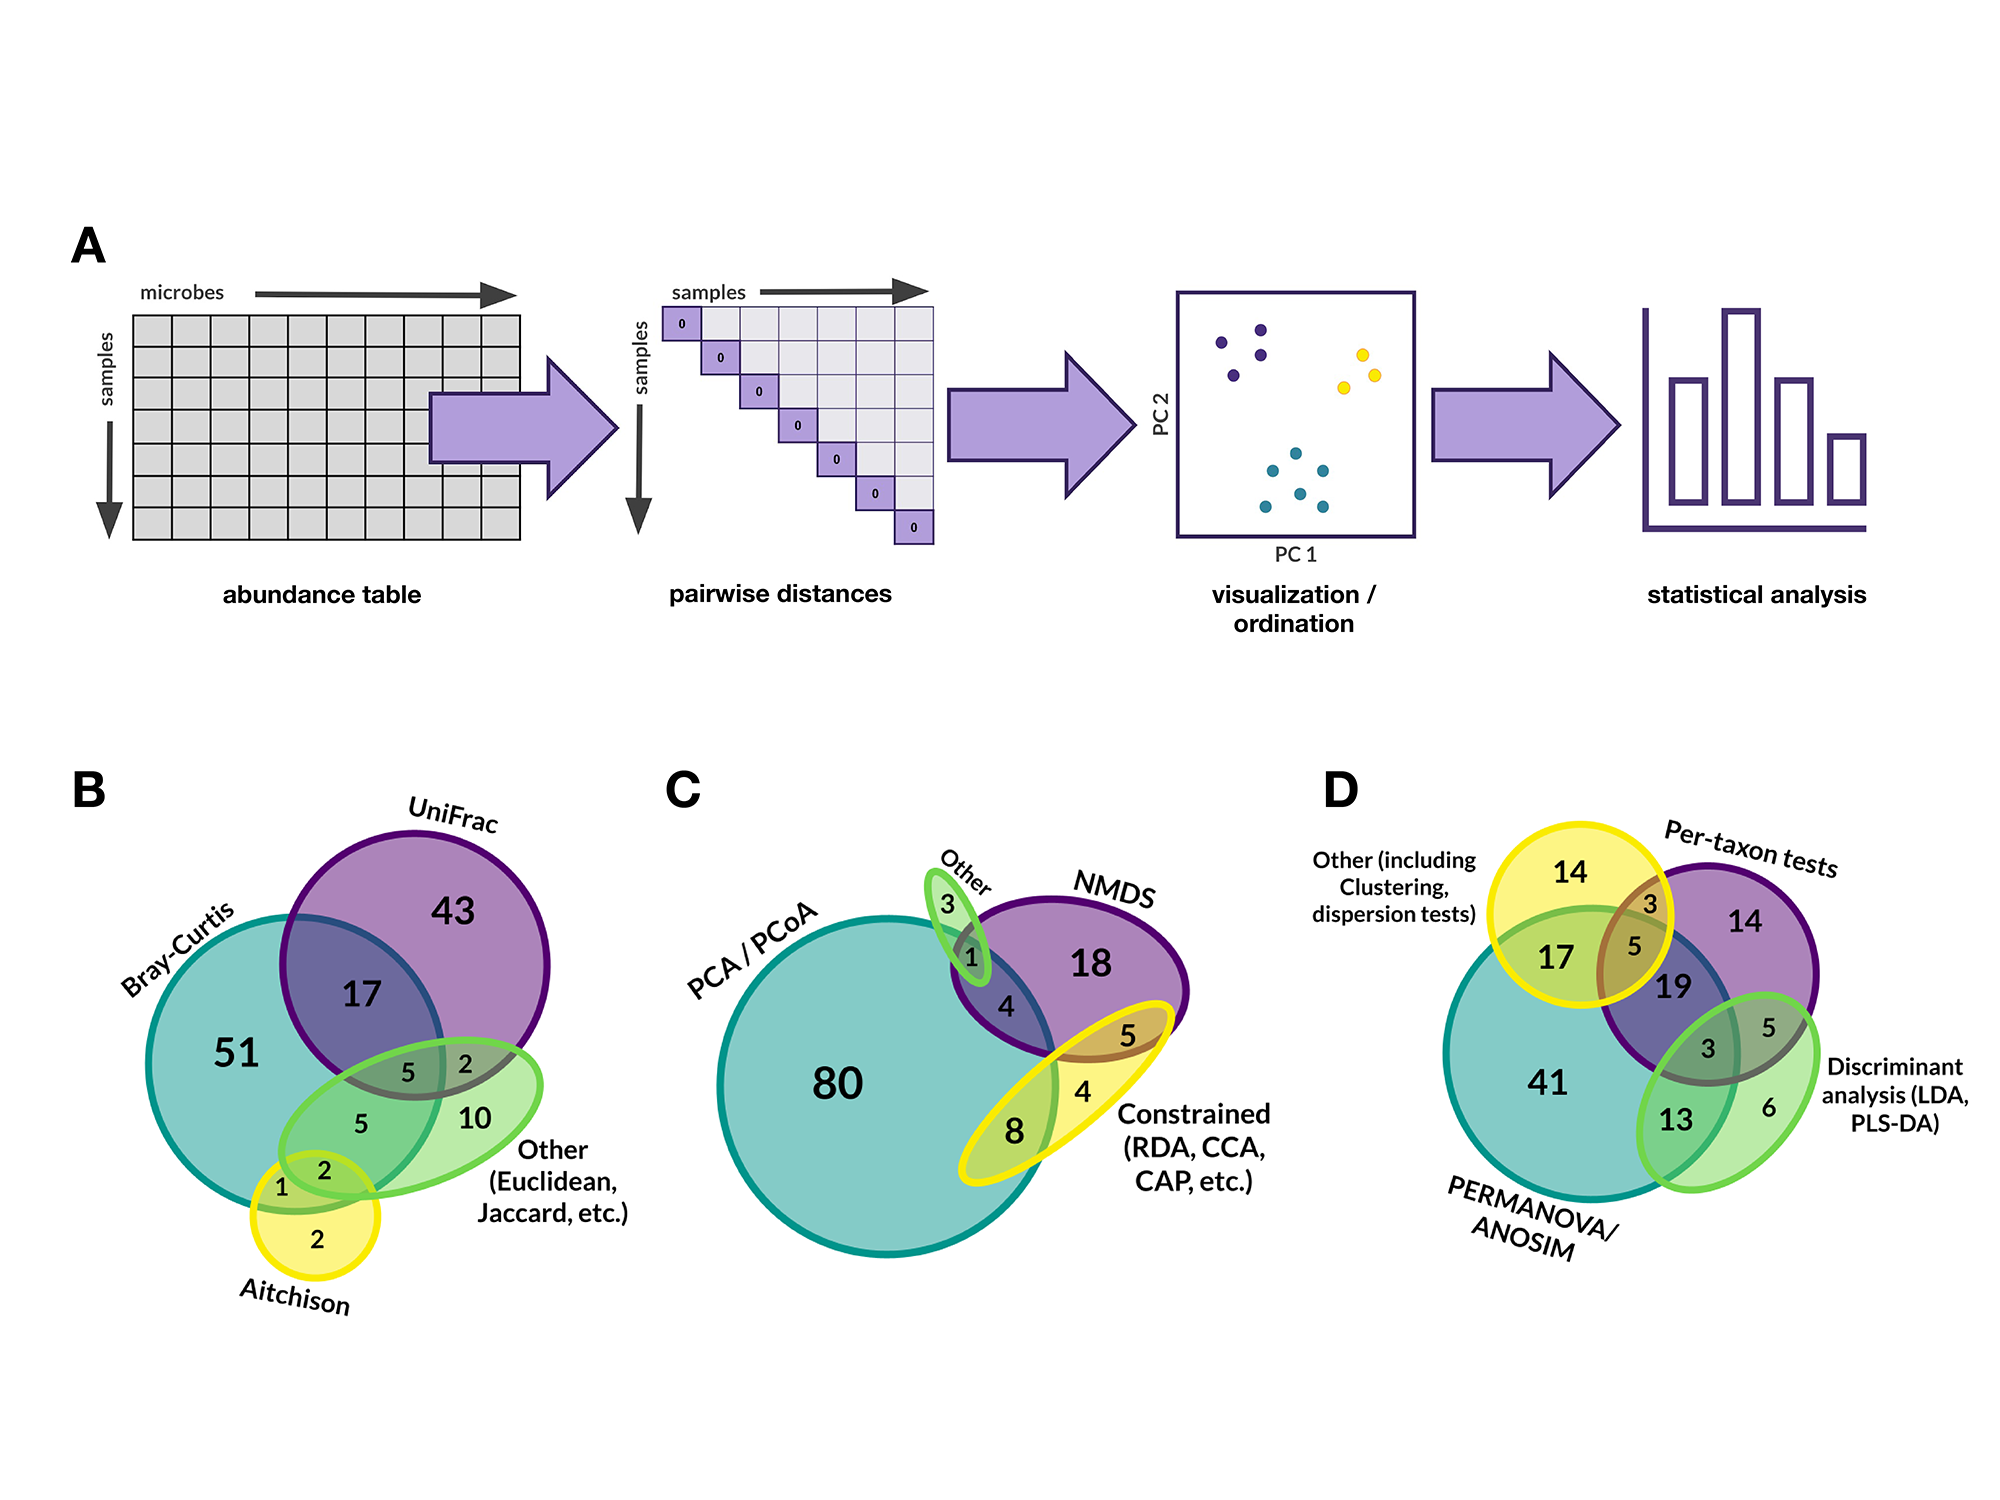 A
microbes
samples
abundance table
samples
samples
0
0
0
0
0
0
0
pairwise distances
PC 2
PC 1
visualization /
ordination
statistical analysis
B
UniFrac
Bray-Curtis
43
17
51
5
2
5
10
2
1
2
Other
(Euclidean,
Jaccard, etc.)
Aitchison
C
Other
NMDS
PCA / PCoA
3
1
18
4
5
80
4
8
Constrained
(RDA, CCA,
CAP, etc.)
D
Other (including
Clustering,
dispersion tests)
Per-taxon tests
14
3
14
17
5
19
5
3
41
13
6
Discriminant
analysis (LDA,
PLS-DA)
PERMANOVA/
ANOSIM